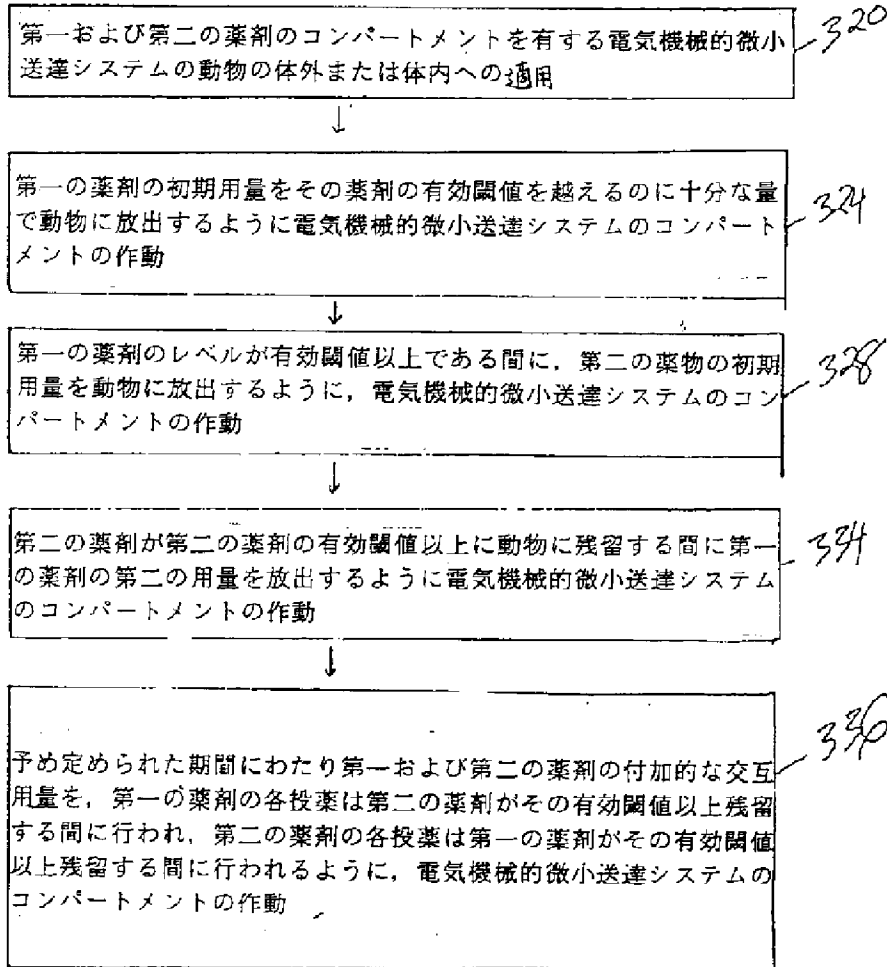 第一および第二の薬剤のコンパートメントを有する電気機械的微小
送達システムの動物の体外または体内への適用
320
第一の薬剤の初期用量をその薬剤の有効閾値を越えるのに十分な量
で動物に放出するように電気機械的微小送達システムのコンパート
メントの作動
324
第一の薬剤のレベルが有効閾値以上である間に，第二の薬物の初期
用量を動物に放出するように，電気機械的微小送達システムのコン
パートメントの作動
328
第二の薬剤が第二の薬剤の有効閾値以上に動物に残留する間に第一
の薬剤の第二の用量を放出するように電気機械的微小送達システム
のコンパートメントの作動
334
予め定められた期間にわたり第一および第二の薬剤の付加的な交互
用量を，第一の薬剤の各投薬は第二の薬剤がその有効閾値以上残留
する間に行われ，第二の薬剤の各投薬は第一の薬剤がその有効閾値
以上残留する間に行われるように，電気機械的微小送達システムの
コンパートメントの作動
336